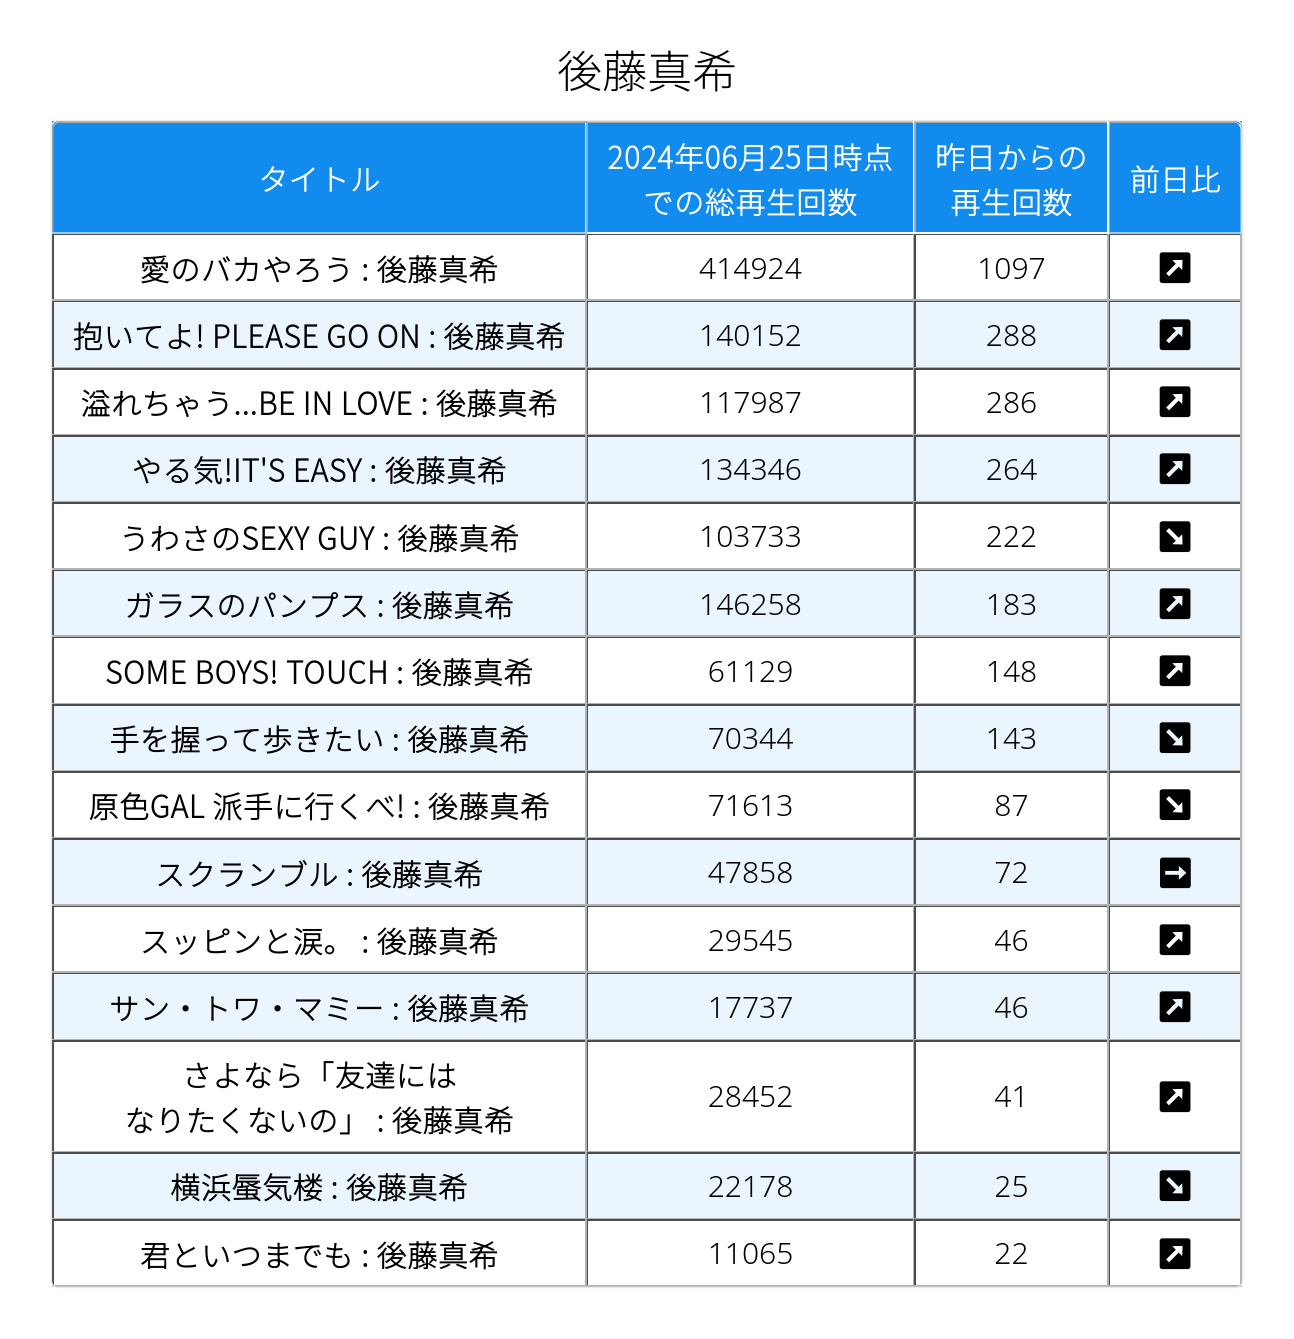 後藤真希
タイトル
2024年06月25日時点
での総再生回数
昨日からの
再生回数
前日比
愛のバカやろう : 後藤真希 414924 1097 ↗
抱いてよ! PLEASE GO ON : 後藤真希 140152 288 ↗
溢れちゃう...BE IN LOVE : 後藤真希 117987 286 ↗
やる気!IT'S EASY : 後藤真希 134346 264 ↗
うわさのSEXY GUY : 後藤真希 103733 222 ↘
ガラスのパンプス : 後藤真希 146258 183 ↗
SOME BOYS! TOUCH : 後藤真希 61129 148 ↗
手を握って歩きたい : 後藤真希 70344 143 ↘
原色GAL 派手に行くべ! : 後藤真希 71613 87 ↘
スクランブル : 後藤真希 47858 72 →
スッピンと涙。 : 後藤真希 29545 46 ↗
サン・トワ・マミー : 後藤真希 17737 46 ↗
さよなら「友達には
なりたくないの」 : 後藤真希 28452 41 ↗
横浜蜃気楼 : 後藤真希 22178 25 ↘
君といつまでも : 後藤真希 11065 22 ↗